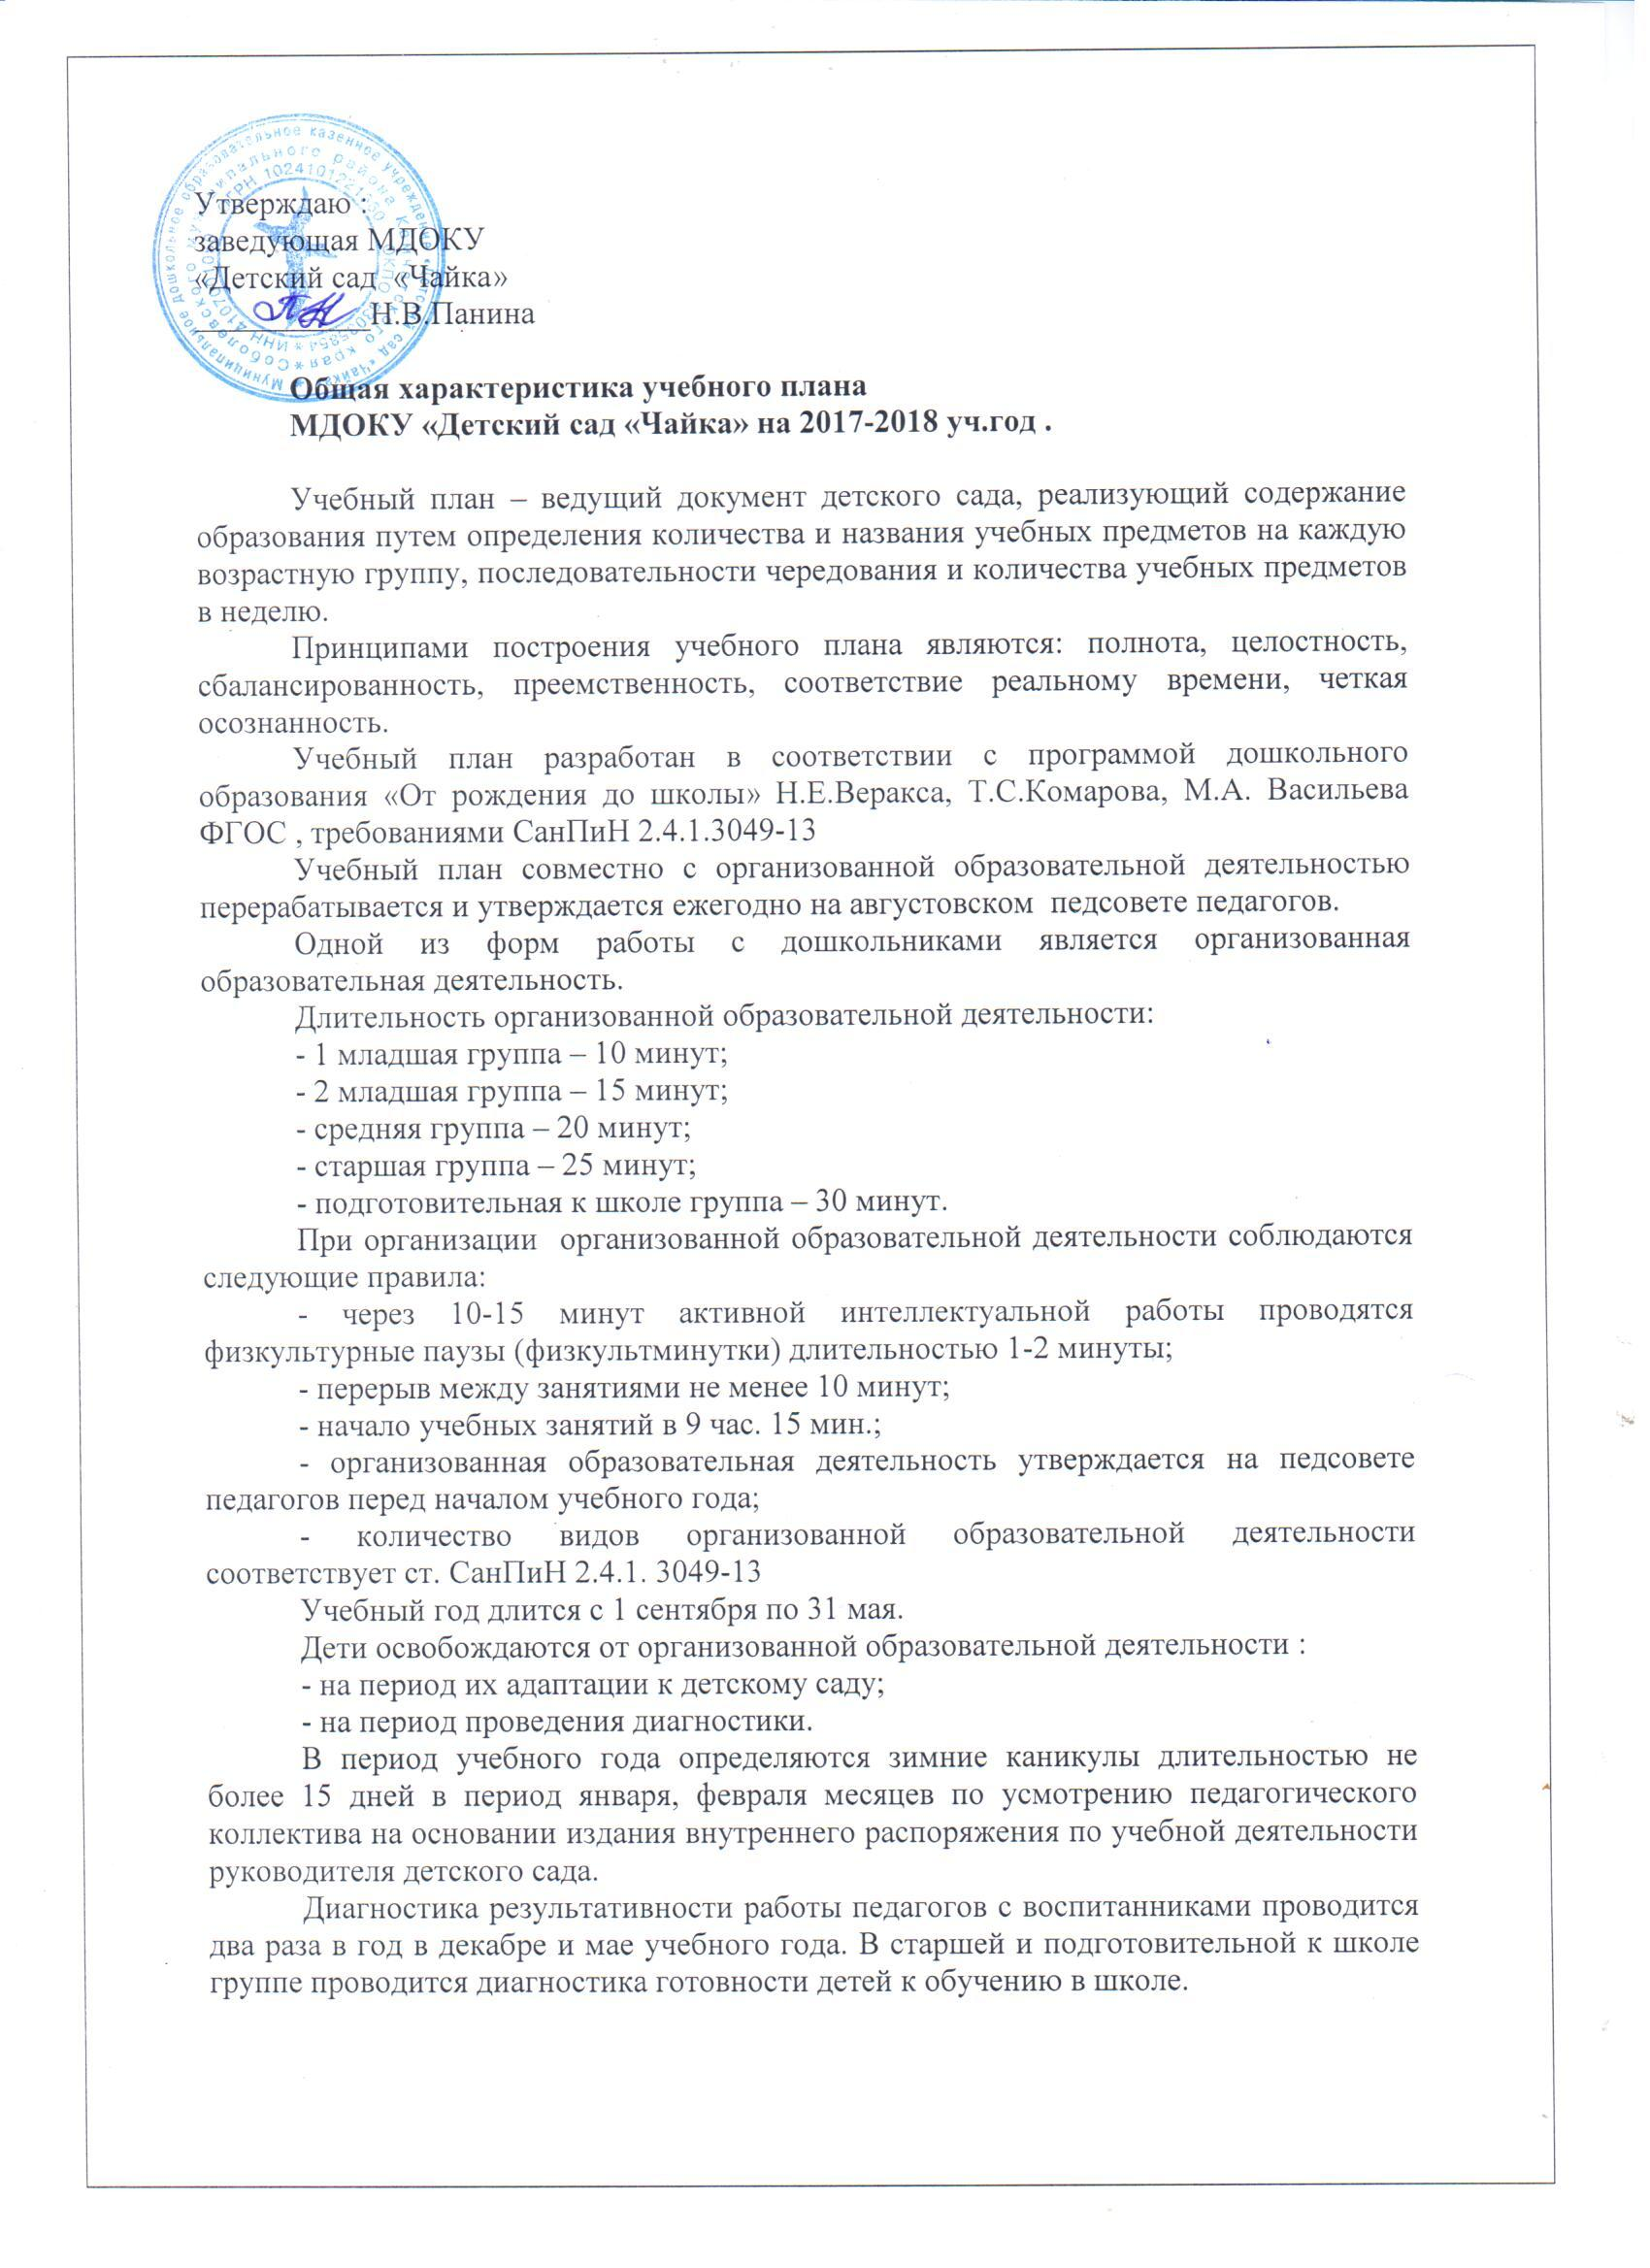 Утверждаю :
заведующая МДОКУ
«Детский сад «Чайка»
Н.В.Панина
Общая характеристика учебного плана
МДОКУ «Детский сад «Чайка» на 2017-2018 уч.год .
Учебный план – ведущий документ детского сада, реализующий содержание
образования путем определения количества и названия учебных предметов на каждую
возрастную группу, последовательности чередования и количества учебных предметов
в неделю.
Принципами построения учебного плана являются: полнота, целостность,
сбалансированность, преемственность, соответствие реальному времени, четкая
осознанность.
Учебный план разработан в соответствии с программой дошкольного
образования «От рождения до школы» Н.Е.Веракса, Т.С.Комарова, М.А. Васильева
ФГОС , требованиями СанПиН 2.4.1.3049-13
Учебный план совместно с организованной образовательной деятельностью
перерабатывается и утверждается ежегодно на августовском педсовете педагогов.
Одной из форм работы с дошкольниками является организованная
образовательная деятельность.
Длительность организованной образовательной деятельности:
- 1 младшая группа – 10 минут;
- 2 младшая группа – 15 минут;
- средняя группа – 20 минут;
- старшая группа – 25 минут;
- подготовительная к школе группа – 30 минут.
При организации организованной образовательной деятельности соблюдаются
следующие правила:
- через 10-15 минут активной интеллектуальной работы проводятся
физкультурные паузы (физкультминутки) длительностью 1-2 минуты;
- перерыв между занятиями не менее 10 минут;
- начало учебных занятий в 9 час. 15 мин.;
- организованная образовательная деятельность утверждается на педсовете
педагогов перед началом учебного года;
- количество видов организованной образовательной деятельности
соответствует ст. СанПиН 2.4.1. 3049-13
Учебный год длится с 1 сентября по 31 мая.
Дети освобождаются от организованной образовательной деятельности :
- на период их адаптации к детскому саду;
- на период проведения диагностики.
В период учебного года определяются зимние каникулы длительностью не
более 15 дней в период января, февраля месяцев по усмотрению педагогического
коллектива на основании издания внутреннего распоряжения по учебной деятельности
руководителя детского сада.
Диагностика результативности работы педагогов с воспитанниками проводится
два раза в год в декабре и мае учебного года. В старшей и подготовительной к школе
группе проводится диагностика готовности детей к обучению в школе.